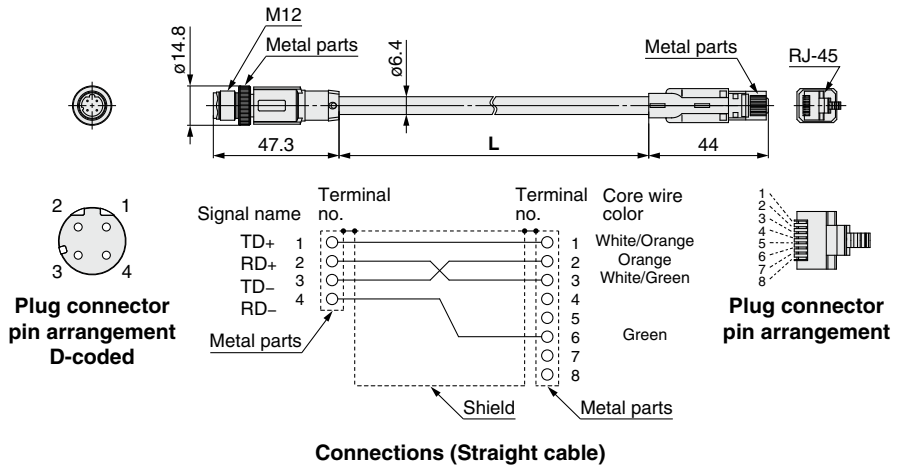 M12
Metal parts
ø14.8
ø6.4
Metal parts
RJ-45
47.3
L
44
2 1
3 4
Plug connector
pin arrangement
D-coded
Signal name
Terminal
no.
Terminal
no.
Core wire
color
TD+ 1
RD+ 2
TD− 3
RD− 4
1 White/Orange
2 Orange
3 White/Green
4
5
6 Green
7
8
Metal parts
Shield
Metal parts
1
2
3
4
5
6
7
8
Plug connector
pin arrangement
Connections (Straight cable)